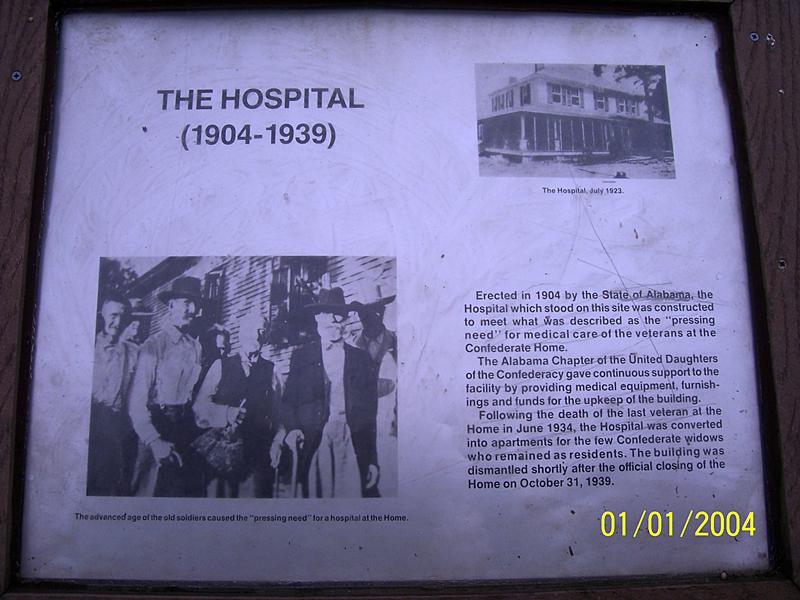 THE HOSPITAL
(1904-1939)
The Hospital, July 1923.
Erected in 1904 by the State of Alabama, the
Hospital which stood on this site was constructed
to meet what was described as the "pressing
need" for medical care of the veterans at the
Confederate Home.
The Alabama Chapter of the United Daughters
of the Confederacy gave continuous support to the
facility by providing medical equipment, furnish-
ings and funds for the upkeep of the building.
Following the death of the last veteran at the
Home in June 1934, the Hospital was converted
into apartments for the few Confederate widows
who remained as residents. The building was
dismantled shortly after the official closing of the
Home on October 31, 1939.
The advanced age of the old soldiers caused the "pressing need" for a hospital at the Home.
01/01/2004